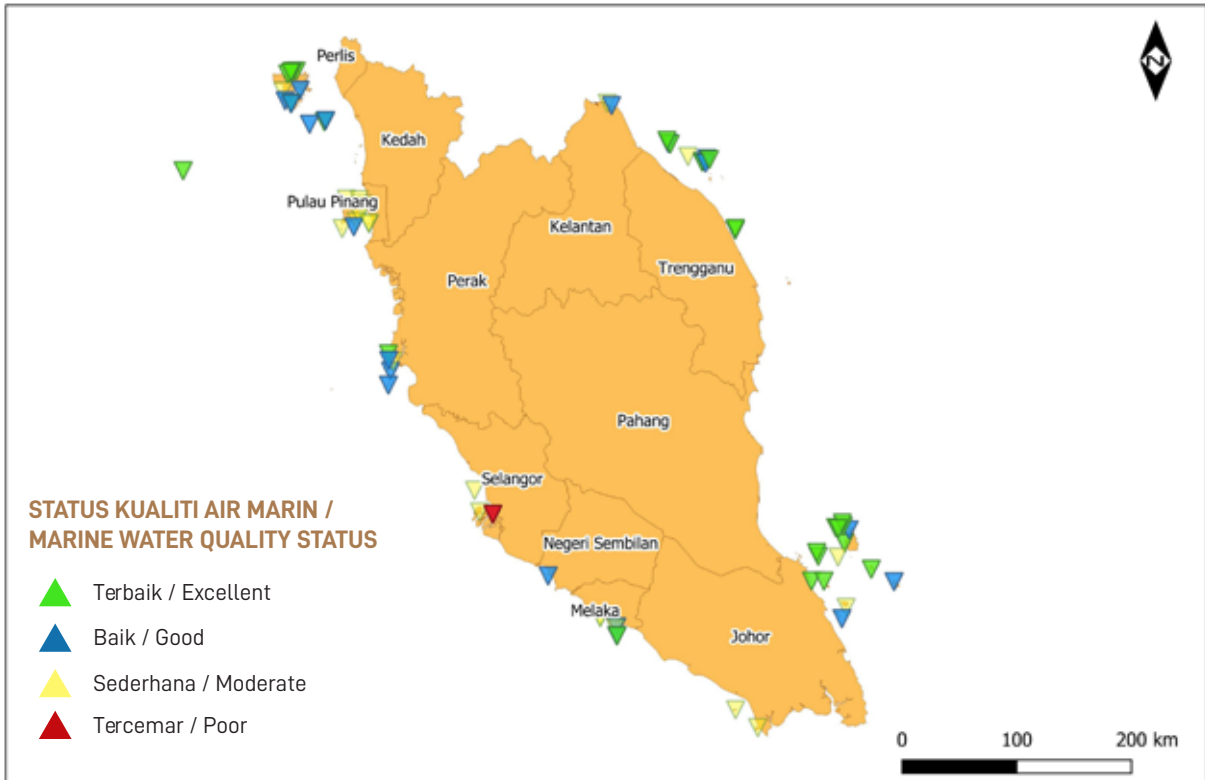 Perlis
N
Kedah
Pulau Pinang
Kelantan
Trengganu
Perak
Pahang
Selangor
STATUS KUALITI AIR MARIN /
MARINE WATER QUALITY STATUS
Negeri Sembilan
Terbaik / Excellent
Melaka
Baik / Good
Johor
Sederhana / Moderate
Tercemar / Poor
0 100 200 km